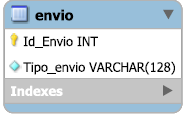 envio
Id_Envio INT
Tipo_envio VARCHAR(128)
Indexes